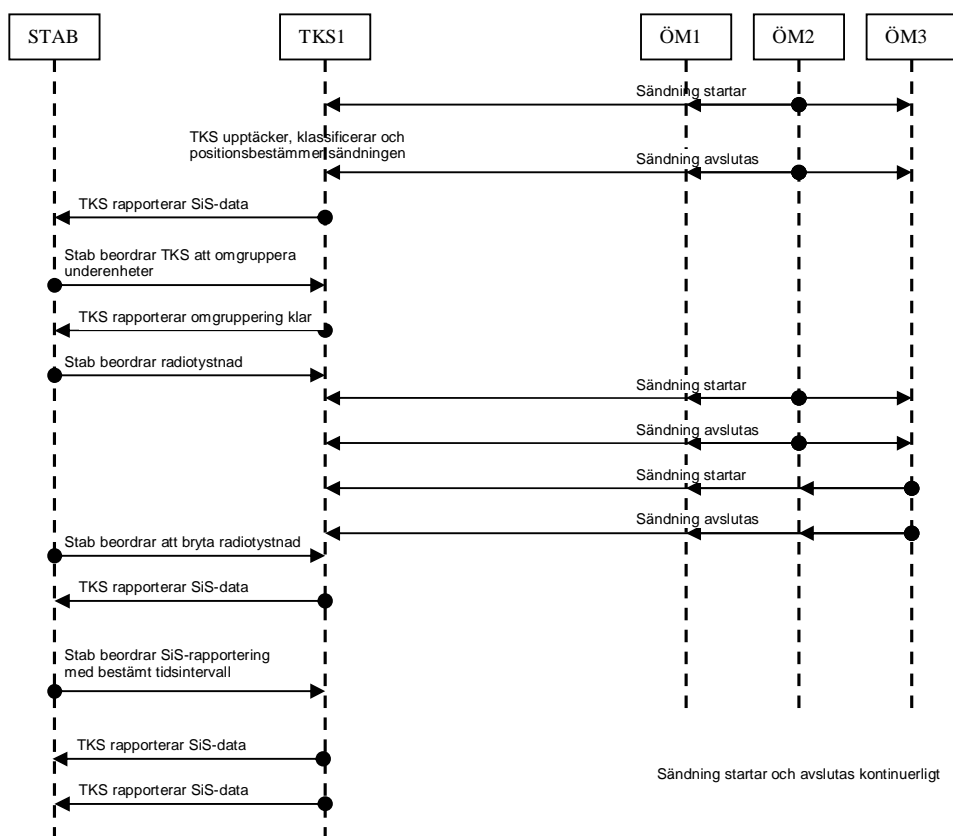 STAB
TKS1
ÖM1
ÖM2
ÖM3
Sändning startar
TKS upptäcker, klassificerar och
positionsbestämmer sändningen
Sändning avslutas
TKS rapporterar SiS-data
Stab beordrar TKS att omgruppera
underenheter
TKS rapporterar omgruppering klar
Stab beordrar radiotystnad
Sändning startar
Sändning avslutas
Sändning startar
Sändning avslutas
Stab beordrar att bryta radiotystnad
TKS rapporterar SiS-data
Stab beordrar SiS-rapportering
med bestämt tidsintervall
TKS rapporterar SiS-data
Sändning startar och avslutas kontinuerligt
TKS rapporterar SiS-data